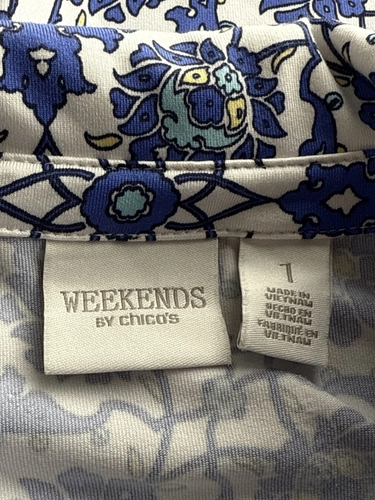 WEEKENDS
BY chico's
1
MADE IN
VIETNAM
HECHO EN
VIETNAM
FABRIQUÉ EN
VIETNAM